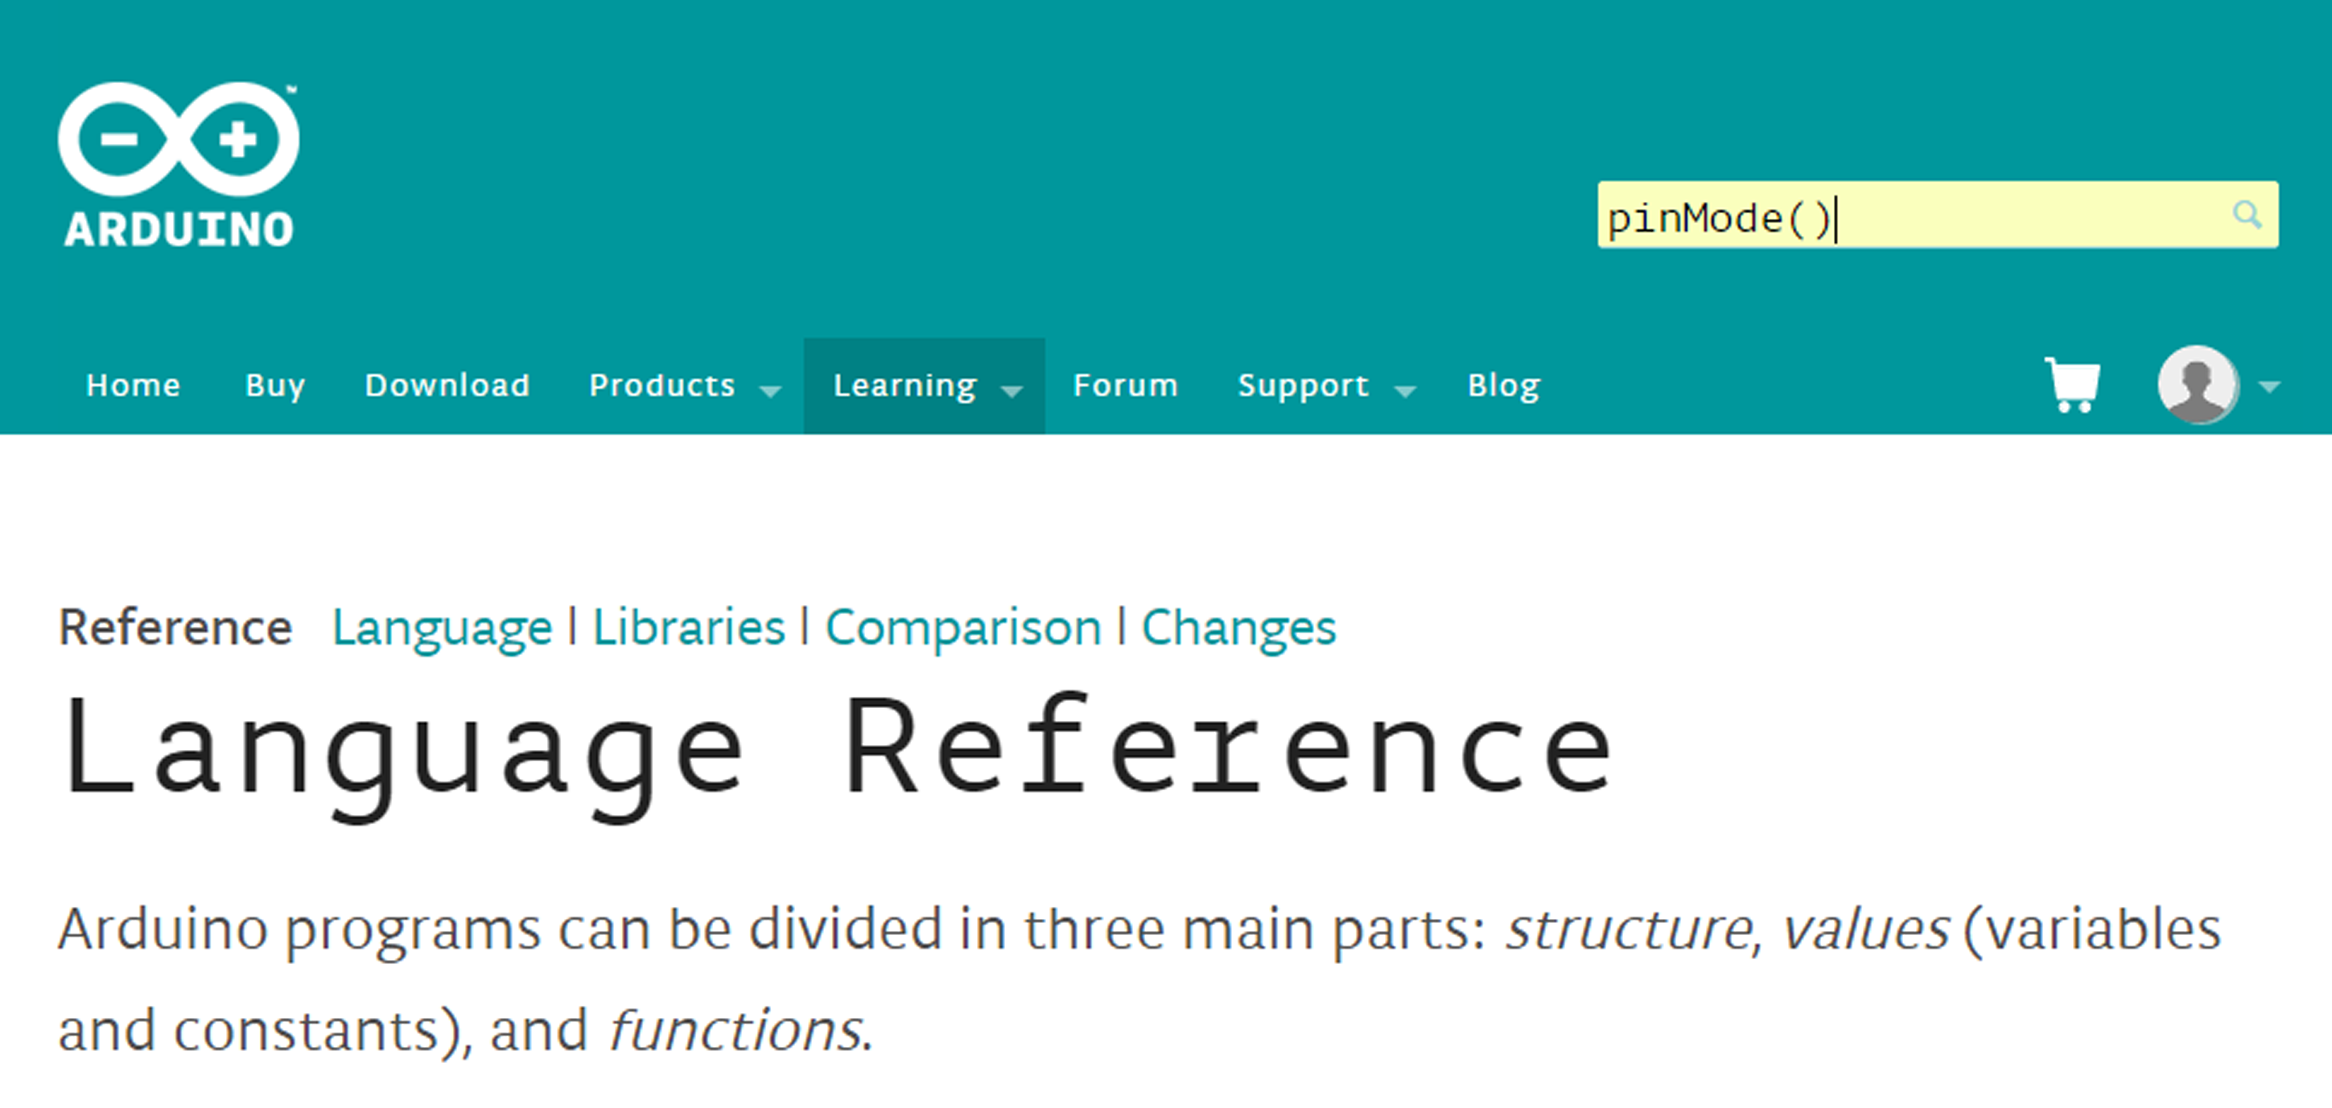 ARDUINO
pinMode()
Home Buy Download Products Learning Forum Support Blog
Reference Language | Libraries | Comparison | Changes
Language Reference
Arduino programs can be divided in three main parts: structure, values (variables
and constants), and functions.